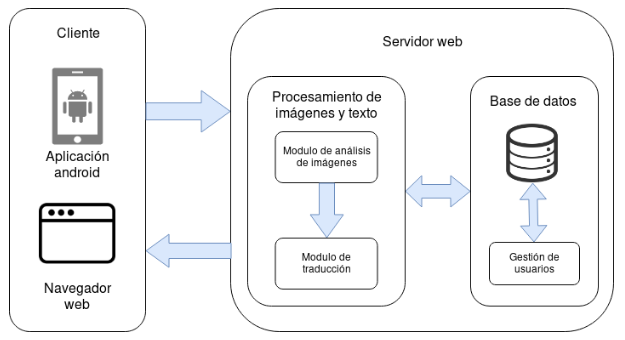 Cliente
Aplicación
android
Navegador
web
Servidor web
Procesamiento de
imágenes y texto
Modulo de análisis
de imágenes
Modulo de
traducción
Base de datos
Gestión de
usuarios